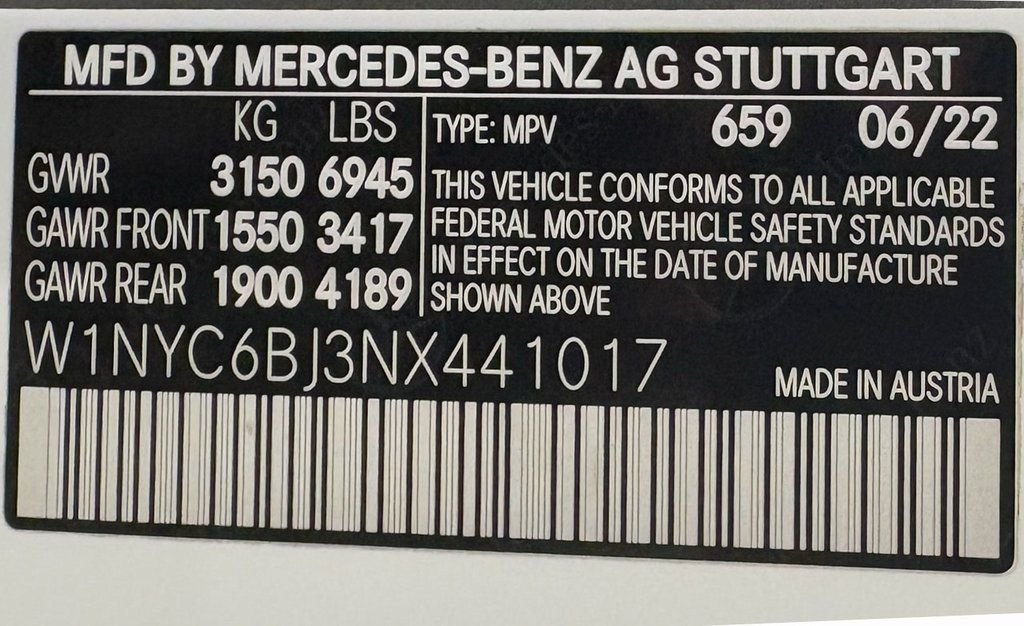 MFD BY MERCEDES-BENZ AG STUTTGART
KG LBS
GVWR 3150 6945
GAWR FRONT 1550 3417
GAWR REAR 1900 4189
TYPE: MPV 659 06/22
THIS VEHICLE CONFORMS TO ALL APPLICABLE
FEDERAL MOTOR VEHICLE SAFETY STANDARDS
IN EFFECT ON THE DATE OF MANUFACTURE
SHOWN ABOVE
W1NYC6BJ3NX441017
MADE IN AUSTRIA